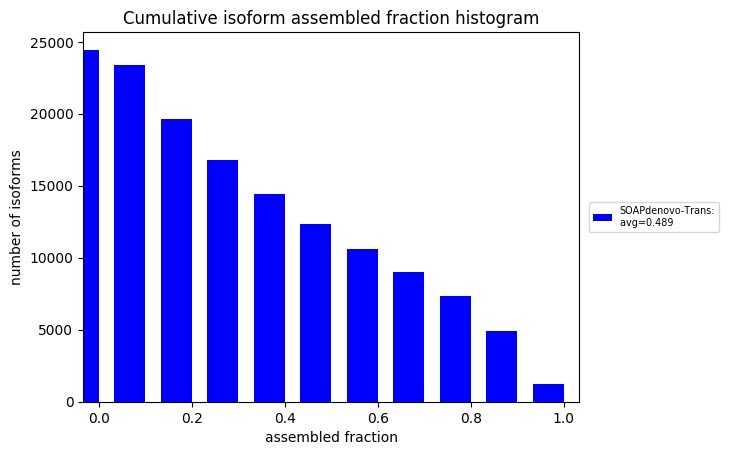 Cumulative isoform assembled fraction histogram
25000
20000
15000
10000
5000
0
number of isoforms
0.0 0.2 0.4 0.6 0.8 1.0
assembled fraction
SOAPdenovo-Trans:
avg=0.489